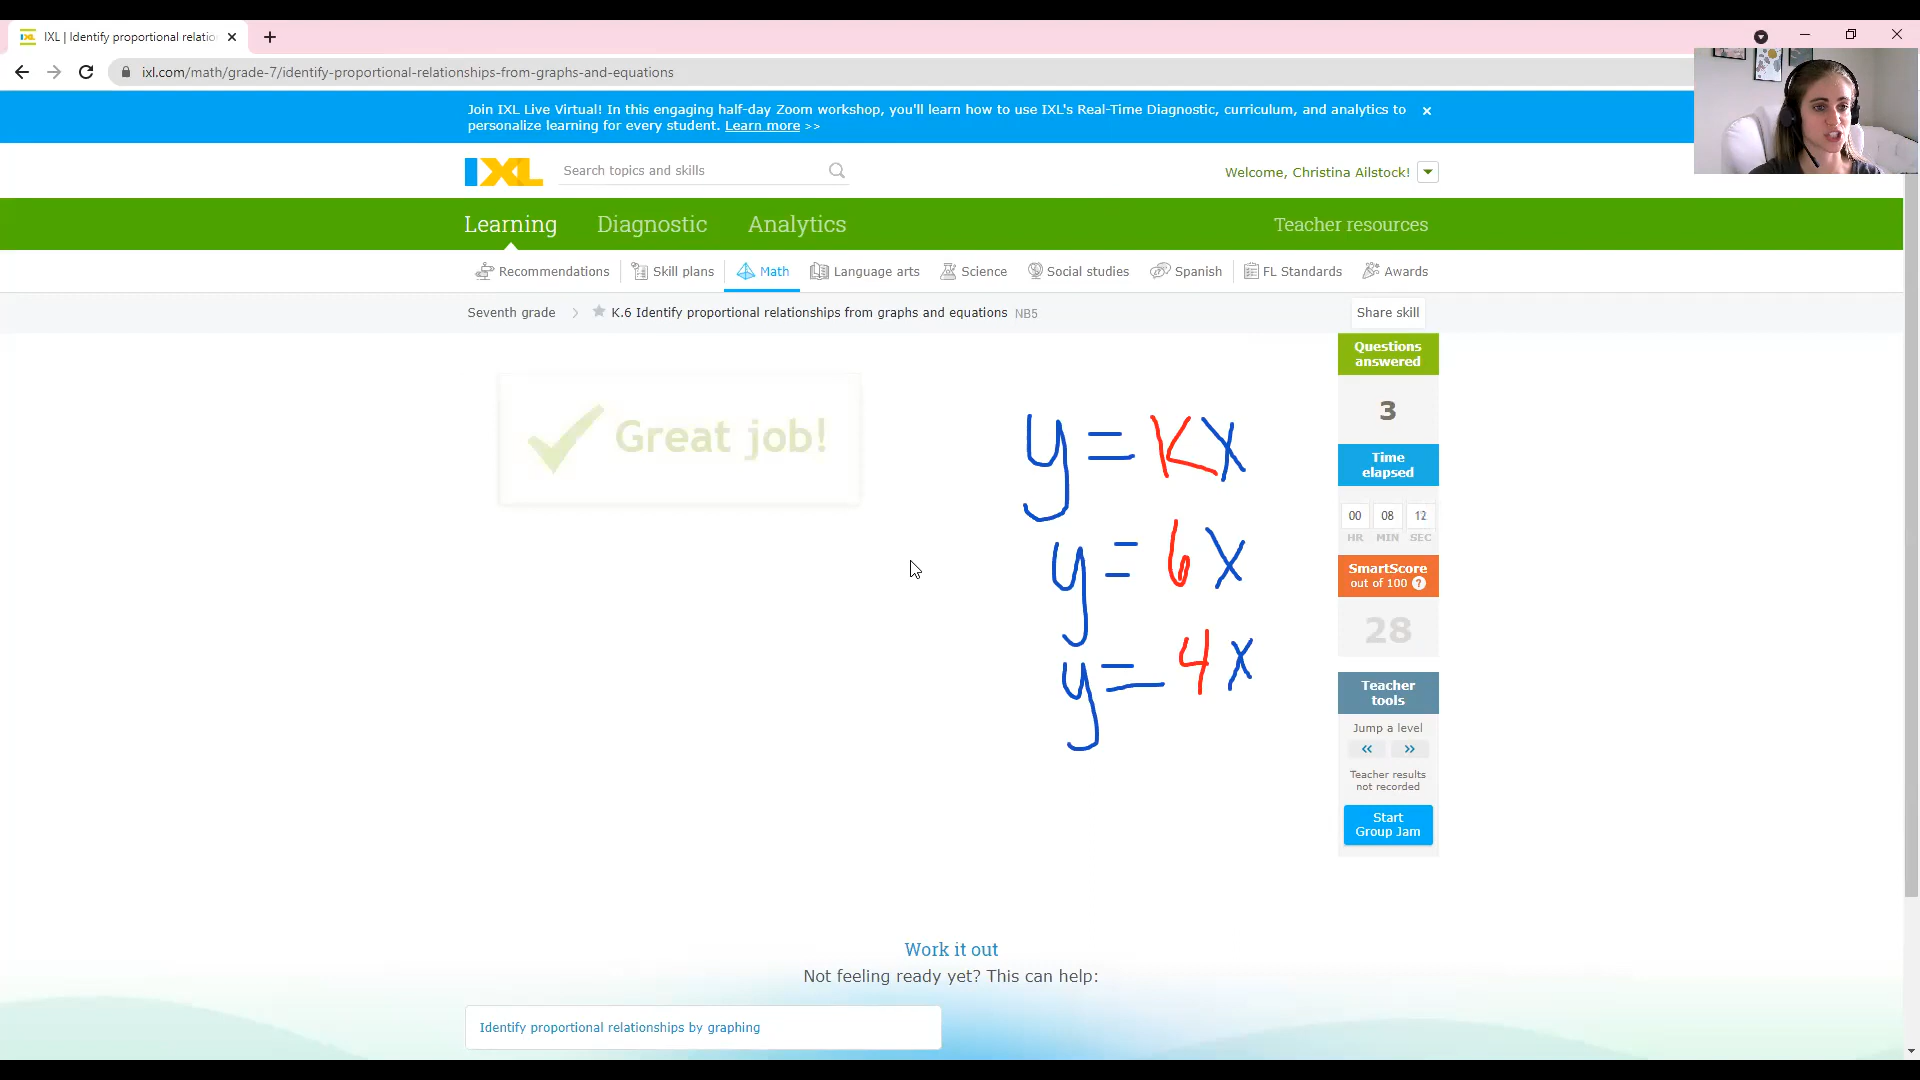 IXL | Identify proportional relatio
ixl.com/math/grade-7/identify-proportional-relationships-from-graphs-and-equations
Join IXL Live Virtual! In this engaging half-day Zoom workshop, you'll learn how to use IXL's Real-Time Diagnostic, curriculum, and analytics to
personalize learning for every student. Learn more >>
IXL
Search topics and skills
Welcome, Christina Ailstock!
Learning Diagnostic Analytics Teacher resources
Recommendations Skill plans Math Language arts Science Social studies Spanish FL Standards Awards
Seventh grade > K.6 Identify proportional relationships from graphs and equations NB5
Share skill
Great job!
y = Kx
y = 6x
y = 4x
Questions
answered
3
Time
elapsed
00 08 12
HR MIN SEC
SmartScore
out of 100 ?
28
Teacher
tools
Jump a level
<< >>
Teacher results
not recorded
Start
Group Jam
Work it out
Not feeling ready yet? This can help:
Identify proportional relationships by graphing